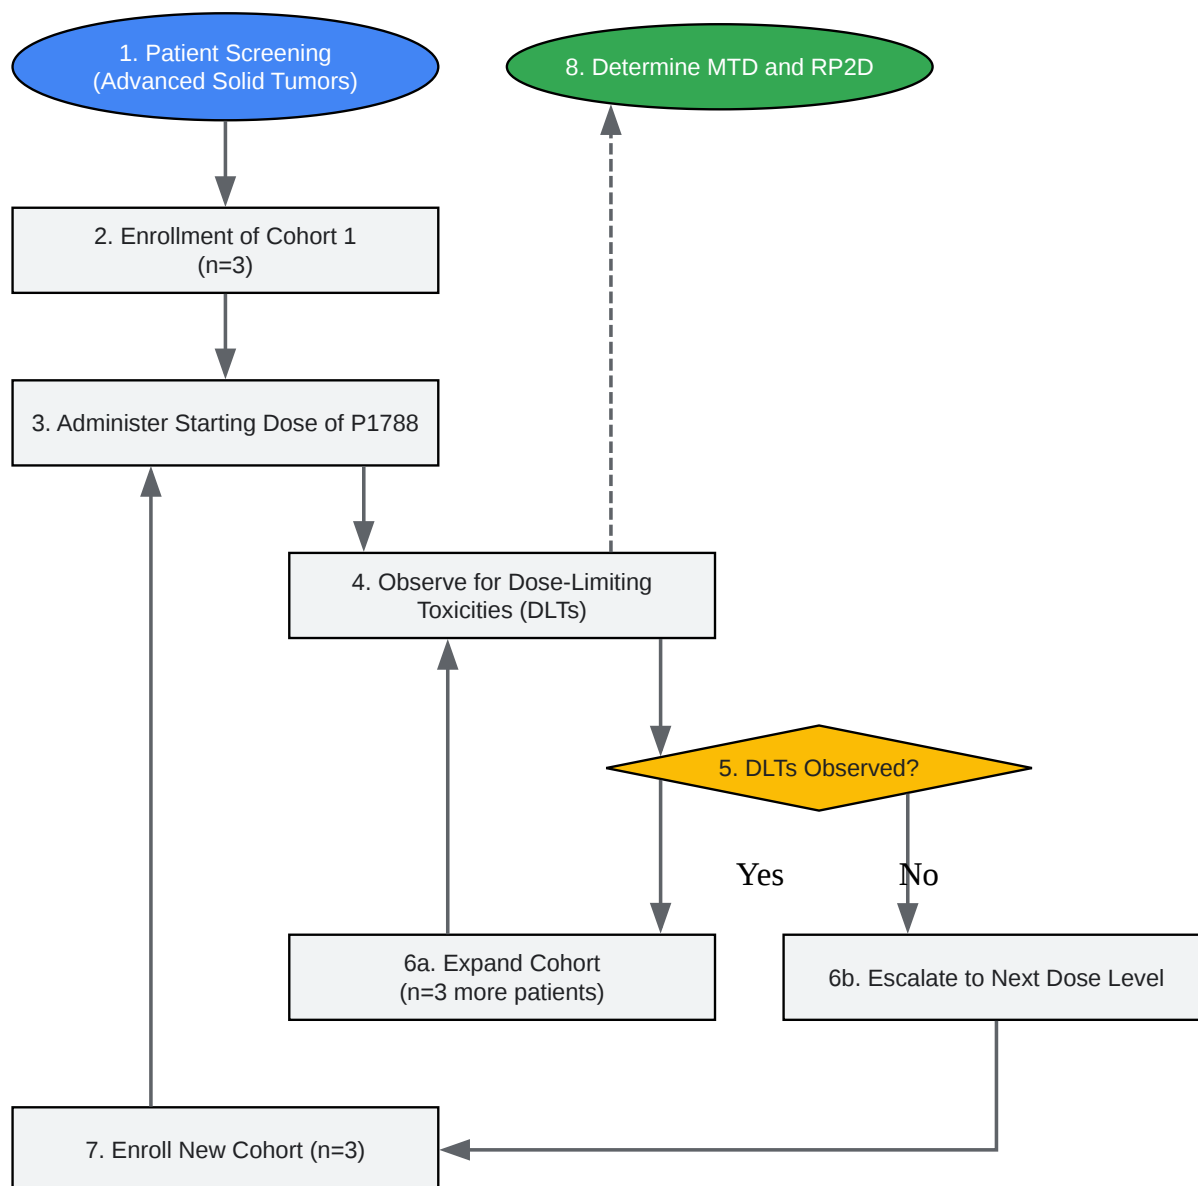 1. Patient Screening
(Advanced Solid Tumors)
8. Determine MTD and RP2D
2. Enrollment of Cohort 1
(n=3)
3. Administer Starting Dose of P1788
4. Observe for Dose-Limiting
Toxicities (DLTs)
5. DLTs Observed?
Yes
No
6a. Expand Cohort
(n=3 more patients)
6b. Escalate to Next Dose Level
7. Enroll New Cohort (n=3)